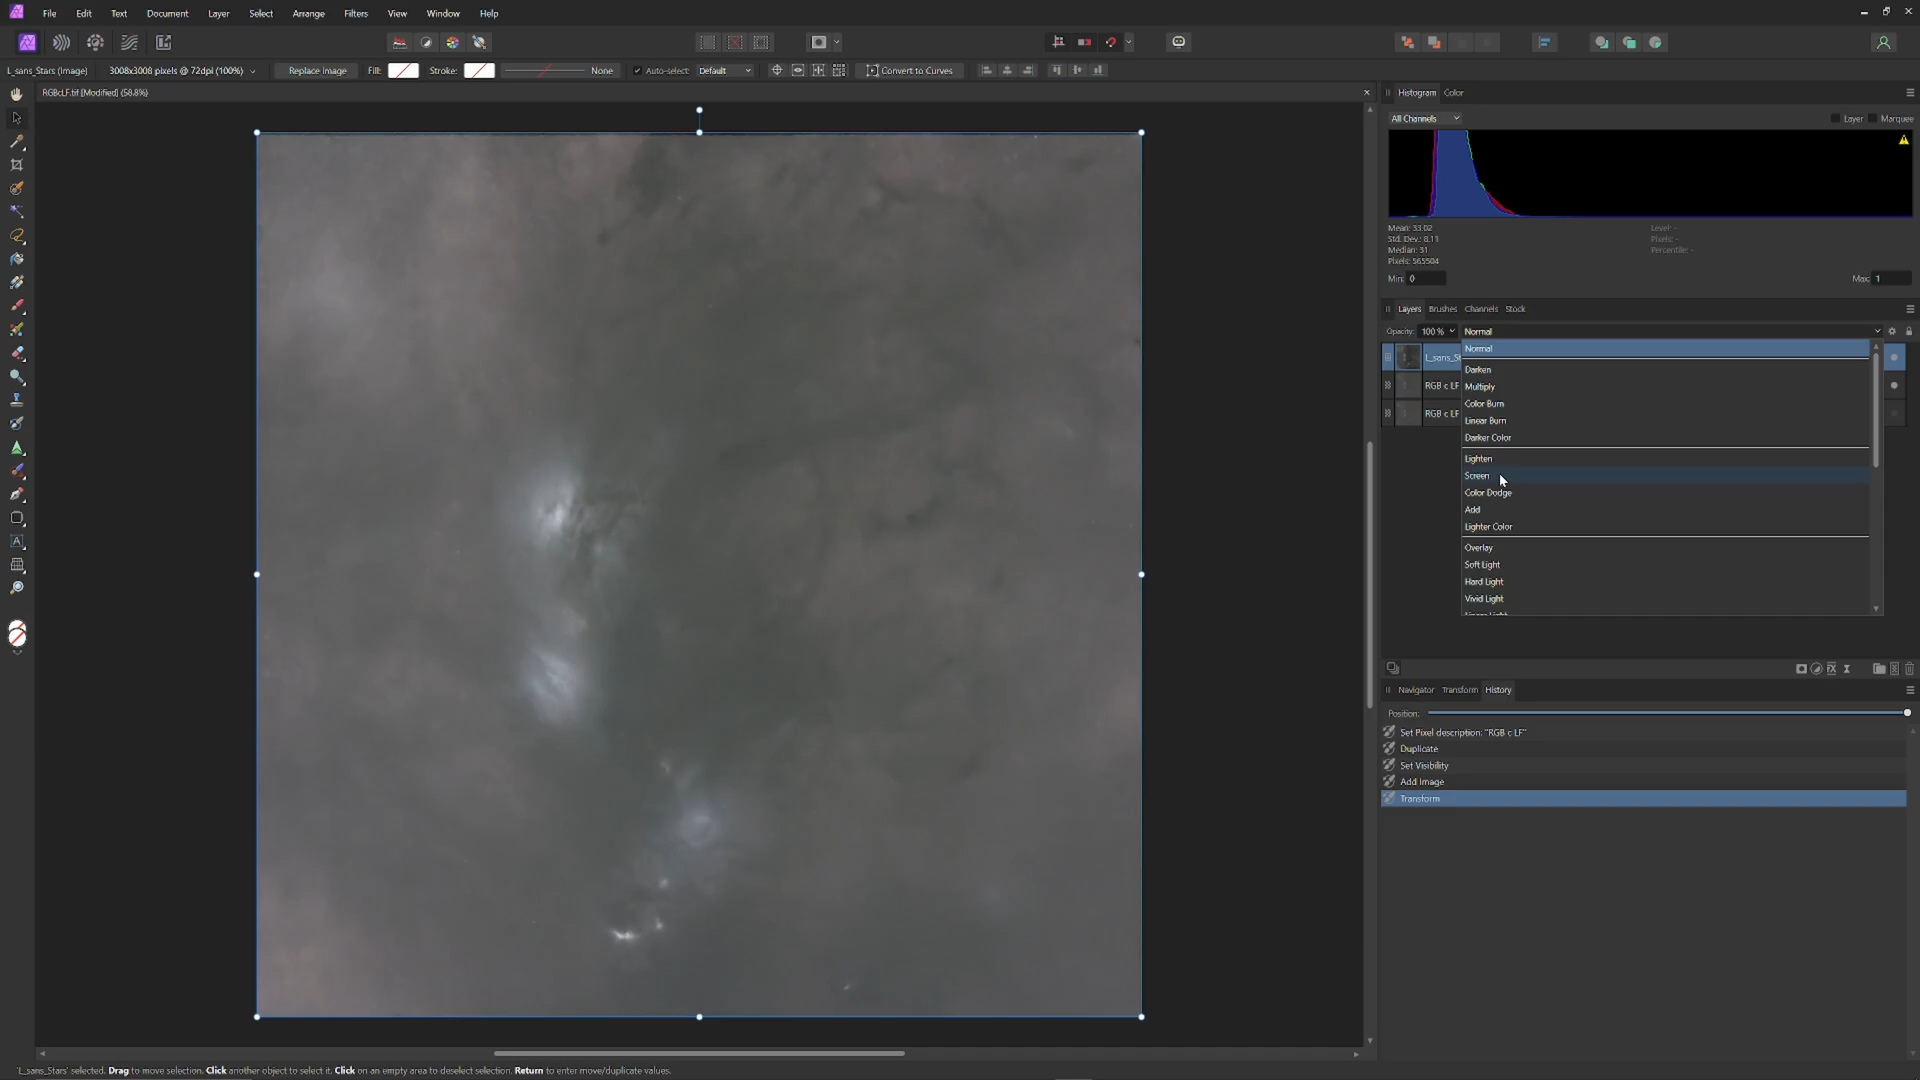 File Edit Text Document Layer Select Arrange Filters View Window Help
L_sans_Stars (Image) 3008x3008 pixels @ 72dpi (100%) Replace Image Fill: Stroke: None Auto-select: Default Convert to Curves
RGBcLF.tif [Modified] (58.8%)
Histogram Color
All Channels Layer Marquee
Mean: 33.02
Std. Dev.: 8.11
Median: 31
Pixels: 565504
Level: -
Pixels: -
Percentile: -
Min: 0 Max: 1
Layers Brushes Channels Stock
Opacity: 100 % Normal
L_sans_St
RGB c LF
RGB c LF
Normal
Darken
Multiply
Color Burn
Linear Burn
Darker Color
Lighten
Screen
Color Dodge
Add
Lighter Color
Overlay
Soft Light
Hard Light
Vivid Light
Linear Light
Navigator Transform History
Position:
Set Pixel description: "RGB c LF"
Duplicate
Set Visibility
Add Image
Transform
'L_sans_Stars' selected. Drag to move selection. Click another object to select it. Click on an empty area to deselect selection. Return to enter move/duplicate values.